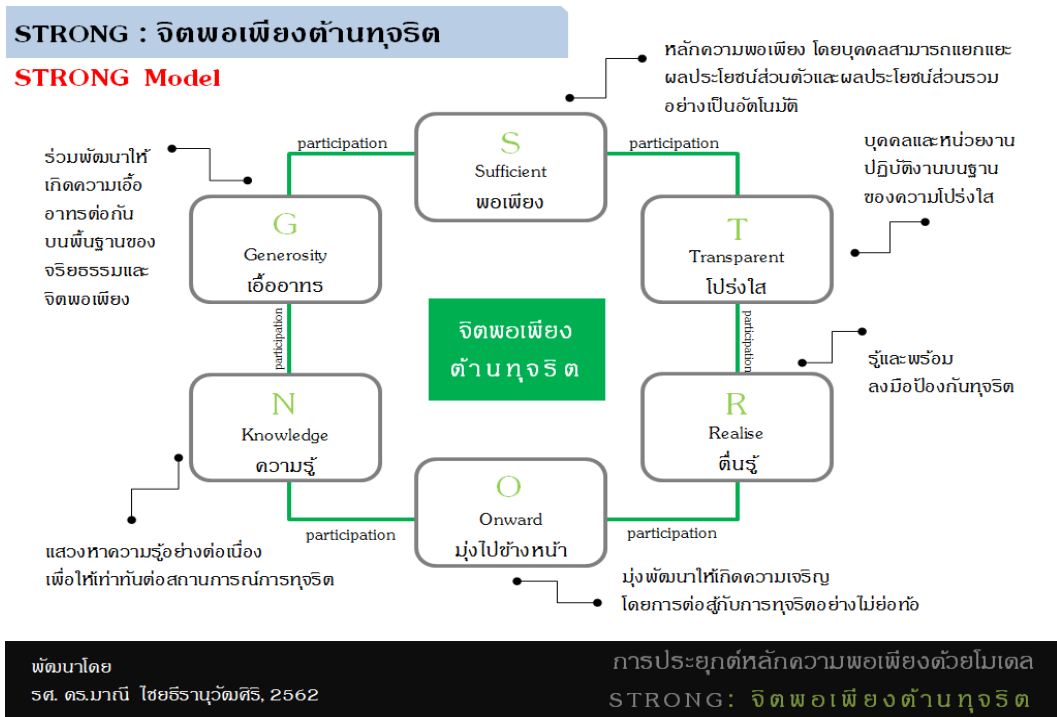 STRONG : จิตพอเพียงต้านทุจริต
STRONG Model
หลักความพอเพียง โดยบุคคลสามารถแยกแยะ
ผลประโยชน์ส่วนตัวและผลประโยชน์ส่วนรวม
อย่างเป็นอัตโนมัติ
participation
S
Sufficient
พอเพียง
participation
บุคคลและหน่วยงาน
ปฏิบัติงานบนฐาน
ของความโปร่งใส
ร่วมพัฒนาให้
เกิดความเอื้อ
อาทรต่อกัน
บนพื้นฐานของ
จริยธรรมและ
จิตพอเพียง
G
Generosity
เอื้ออาทร
T
Transparent
โปร่งใส
participation
จิตพอเพียง
ต้านทุจริต
participation
รู้และพร้อม
ลงมือป้องกันทุจริต
N
Knowledge
ความรู้
R
Realise
ตื่นรู้
O
Onward
มุ่งไปข้างหน้า
participation
participation
แสวงหาความรู้อย่างต่อเนื่อง
เพื่อให้เท่าทันต่อสถานการณ์การทุจริต
มุ่งพัฒนาให้เกิดความเจริญ
โดยการต่อสู้กับการทุจริตอย่างไม่ย่อท้อ
พัฒนาโดย
รศ. ดร.มาณี ไชยธีรานุวัฒศิริ, 2562
การประยุกต์หลักความพอเพียงด้วยโมเดล
STRONG: จิตพอเพียงต้านทุจริต